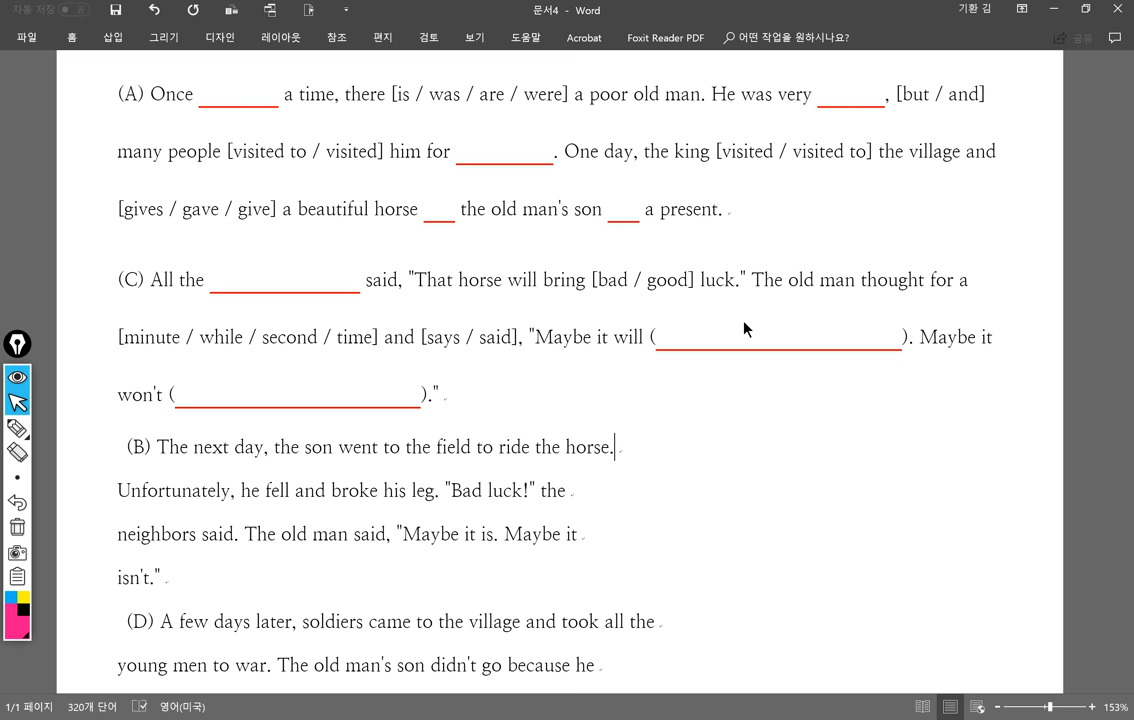 자동 저장 끔
문서4 - Word
기환 김
파일 홈 삽입 그리기 디자인 레이아웃 참조 편지 검토 보기 도움말 Acrobat Foxit Reader PDF 어떤 작업을 원하시나요? 공유
(A) Once ________ a time, there [is / was / are / were] a poor old man. He was very _______, [but / and]
many people [visited to / visited] him for __________. One day, the king [visited / visited to] the village and
[gives / gave / give] a beautiful horse ___ the old man's son ___ a present.
(C) All the _______________ said, "That horse will bring [bad / good] luck." The old man thought for a
[minute / while / second / time] and [says / said], "Maybe it will (_________________________). Maybe it
won't (_________________________)."
(B) The next day, the son went to the field to ride the horse.
Unfortunately, he fell and broke his leg. "Bad luck!" the
neighbors said. The old man said, "Maybe it is. Maybe it
isn't."
(D) A few days later, soldiers came to the village and took all the
young men to war. The old man's son didn't go because he
1/1 페이지 320개 단어 영어(미국) 153%